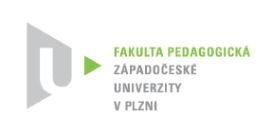 FAKULTA PEDAGOGICKÁ
ZÁPADOČESKÉ
UNIVERZITY
V PLZNI